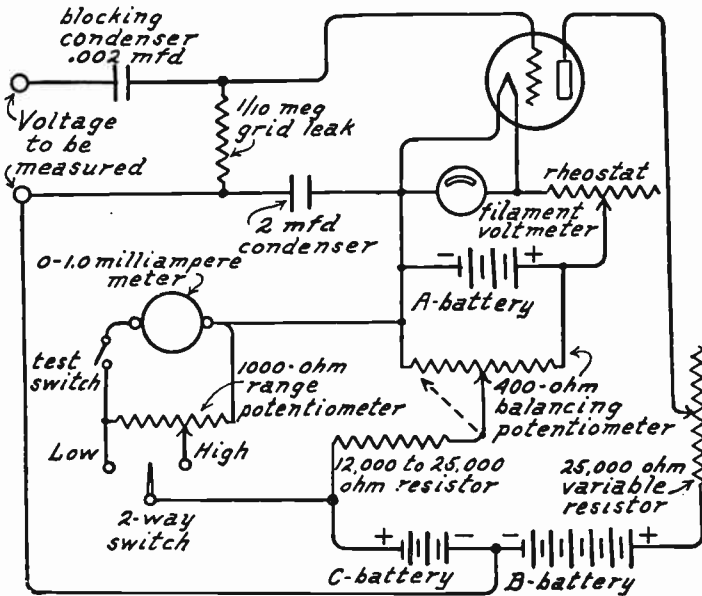 blocking
condenser
.002 mfd
Voltage
to be
measured
1/10 meg
grid leak
2 mfd
condenser
rheostat
filament
voltmeter
- +
A-battery
0-1.0 milliampere
meter
test
switch
1000-ohm
range
potentiometer
400-ohm
balancing
potentiometer
Low
High
2-way
switch
12,000 to 25,000
ohm resistor
25,000 ohm
variable
resistor
+ - - +
C-battery B-battery